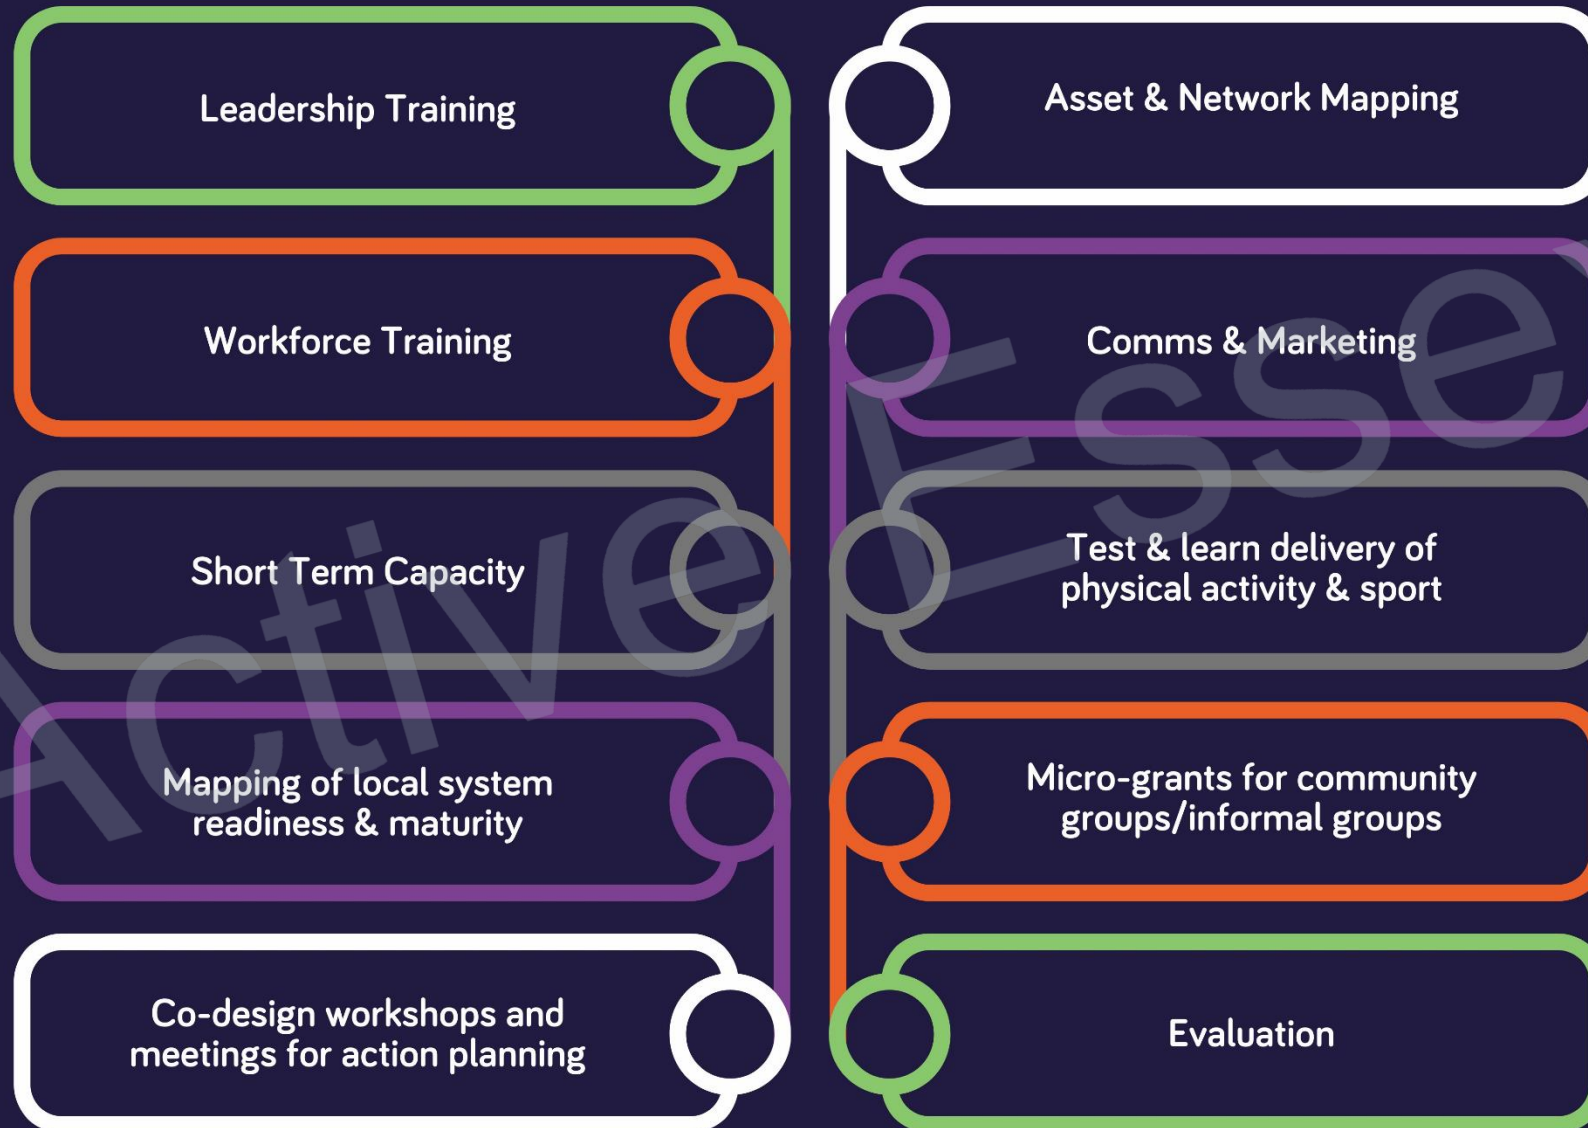 Leadership Training
Workforce Training
Short Term Capacity
Mapping of local system
readiness & maturity
Co-design workshops and
meetings for action planning
Asset & Network Mapping
Comms & Marketing
Test & learn delivery of
physical activity & sport
Micro-grants for community
groups/informal groups
Evaluation
Active